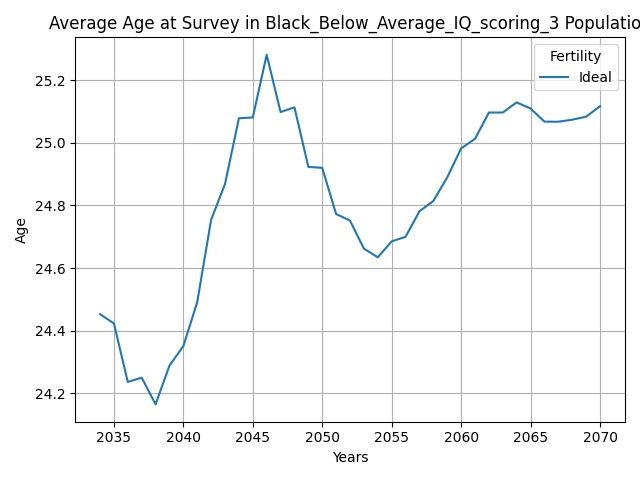 Average Age at Survey in Black_Below_Average_IQ_scoring_3 Populatio
Fertility
Ideal
25.2
25.0
24.8
24.6
24.4
24.2
Age
2035 2040 2045 2050 2055 2060 2065 2070
Years